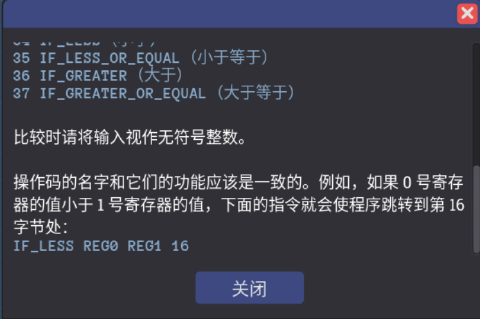 35 IF_LESS_OR_EQUAL（小于等于）
36 IF_GREATER（大于）
37 IF_GREATER_OR_EQUAL（大于等于）
比较时请将输入视作无符号整数。
操作码的名字和它们的功能应该是一致的。例如，如果 0 号寄存
器的值小于 1 号寄存器的值，下面的指令就会使程序跳转到第 16
字节处：
IF_LESS REG0 REG1 16
关闭